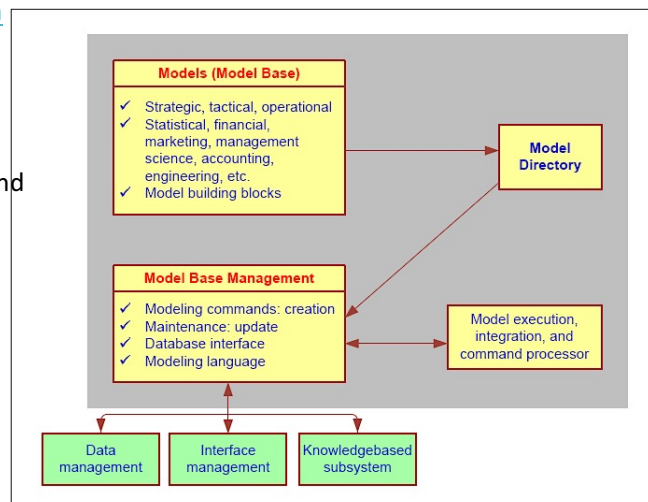 nd
Models (Model Base)
✓ Strategic, tactical, operational
✓ Statistical, financial,
marketing, management
science, accounting,
engineering, etc.
✓ Model building blocks
Model
Directory
Model Base Management
✓ Modeling commands: creation
✓ Maintenance: update
✓ Database interface
✓ Modeling language
Model execution,
integration, and
command processor
Data
management
Interface
management
Knowledgebased
subsystem